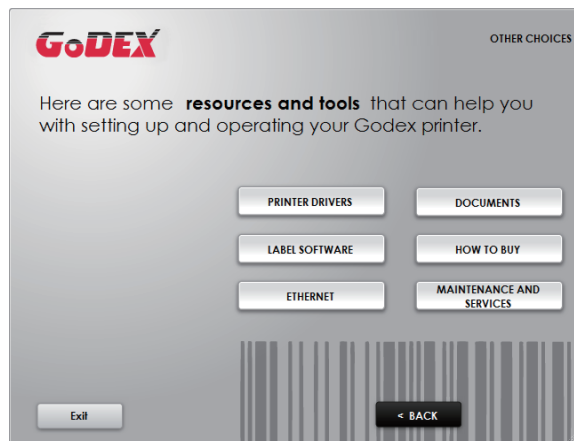 GoDEX
OTHER CHOICES
Here are some resources and tools that can help you
with setting up and operating your Godex printer.
PRINTER DRIVERS
DOCUMENTS
LABEL SOFTWARE
HOW TO BUY
ETHERNET
MAINTENANCE AND
SERVICES
Exit
< BACK